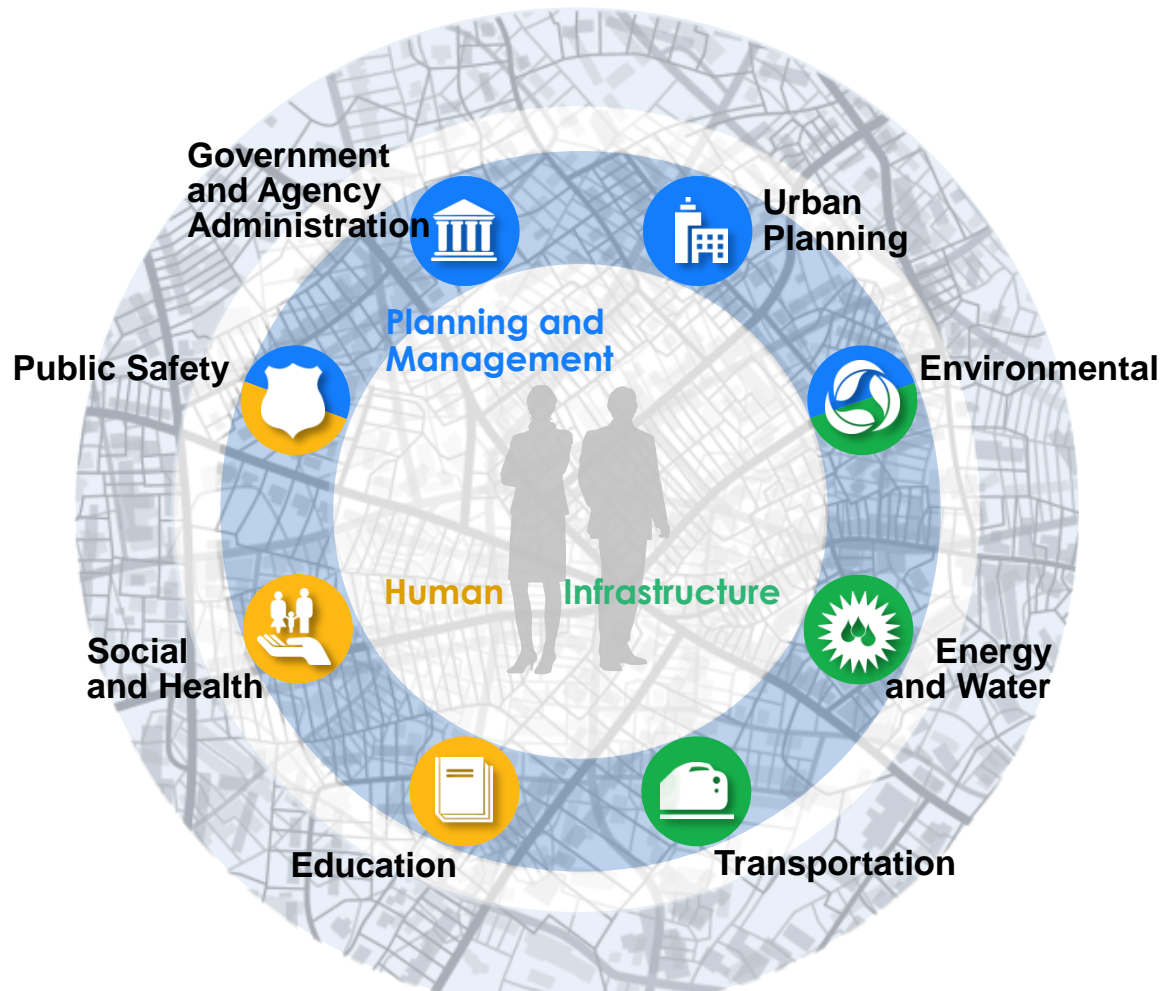 Government
and Agency
Administration
Urban
Planning
Planning and
Management
Public Safety
Environmental
Human
Infrastructure
Social
and Health
Energy
and Water
Education
Transportation